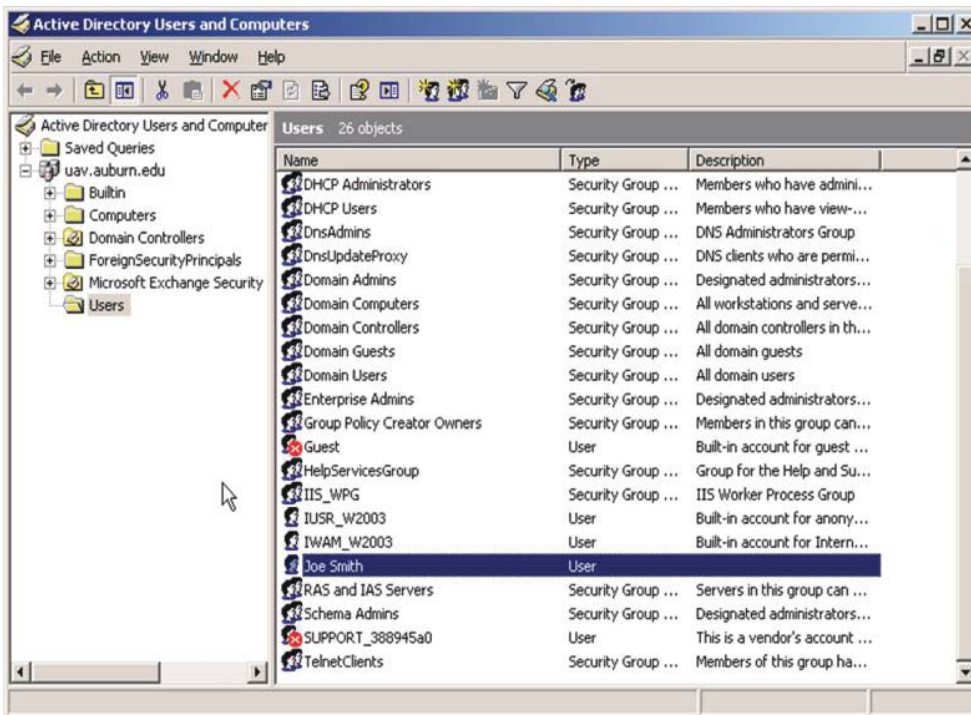 Active Directory Users and Computers
File Action View Window Help
Active Directory Users and Computer
Saved Queries
uav.auburn.edu
Builtin
Computers
Domain Controllers
ForeignSecurityPrincipals
Microsoft Exchange Security
Users
Users 26 objects
Name Type Description
DHCP Administrators Security Group ... Members who have admini...
DHCP Users Security Group ... Members who have view-...
DnsAdmins Security Group ... DNS Administrators Group
DnsUpdateProxy Security Group ... DNS clients who are permi...
Domain Admins Security Group ... Designated administrators...
Domain Computers Security Group ... All workstations and serve...
Domain Controllers Security Group ... All domain controllers in th...
Domain Guests Security Group ... All domain guests
Domain Users Security Group ... All domain users
Enterprise Admins Security Group ... Designated administrators...
Group Policy Creator Owners Security Group ... Members in this group can...
Guest User Built-in account for guest ...
HelpServicesGroup Security Group ... Group for the Help and Su...
IIS_WPG Security Group ... IIS Worker Process Group
IUSR_W2003 User Built-in account for anony...
IWAM_W2003 User Built-in account for Intern...
Joe Smith User
RAS and IAS Servers Security Group ... Servers in this group can ...
Schema Admins Security Group ... Designated administrators...
SUPPORT_388945a0 User This is a vendor's account ...
TelnetClients Security Group ... Members of this group ha...